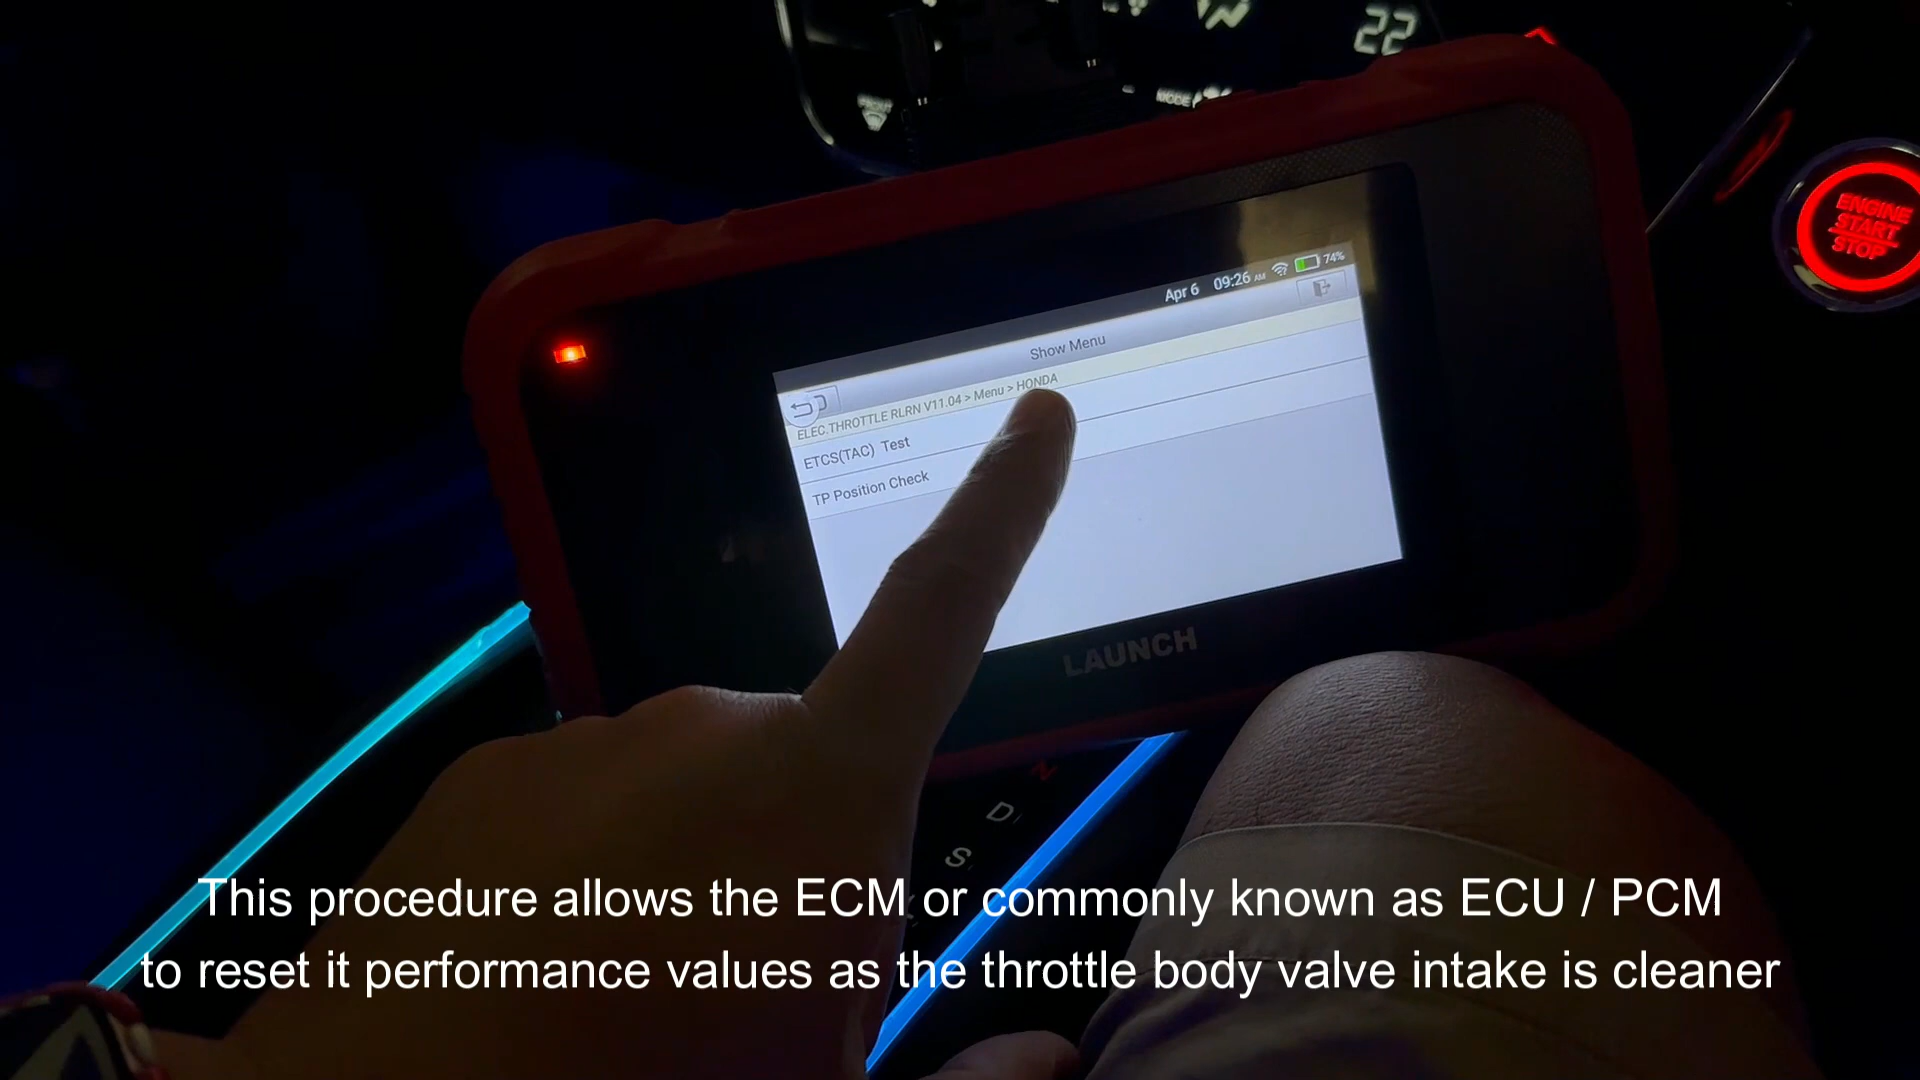 22
FRONT
MODE
ENGINE
START
STOP
Apr 6 09:26 AM 74%
Show Menu
ELEC.THROTTLE RLRN V11.04 > Menu > HONDA
ETCS(TAC) Test
TP Position Check
LAUNCH
N
D
S
This procedure allows the ECM or commonly known as ECU / PCM
to reset it performance values as the throttle body valve intake is cleaner